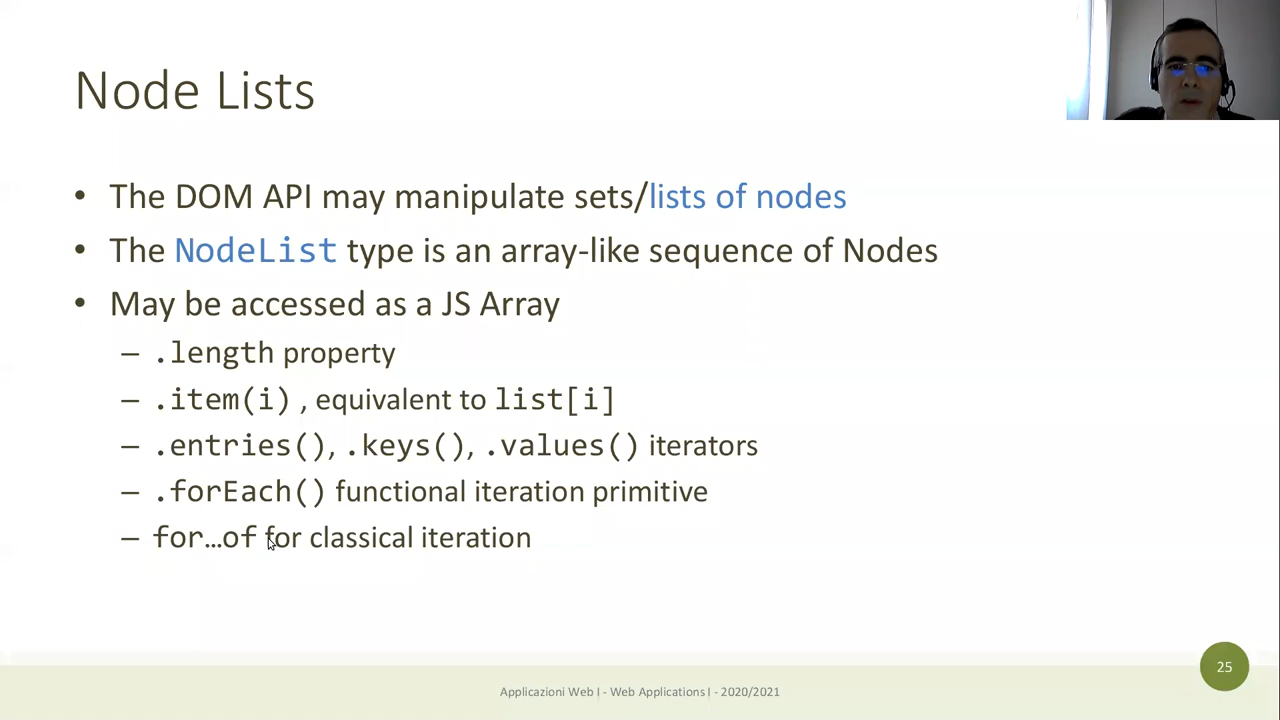 Node Lists
• The DOM API may manipulate sets/lists of nodes
• The NodeList type is an array-like sequence of Nodes
• May be accessed as a JS Array
– .length property
– .item(i) , equivalent to list[i]
– .entries(), .keys(), .values() iterators
– .forEach() functional iteration primitive
– for…of for classical iteration
25
Applicazioni Web I - Web Applications I - 2020/2021